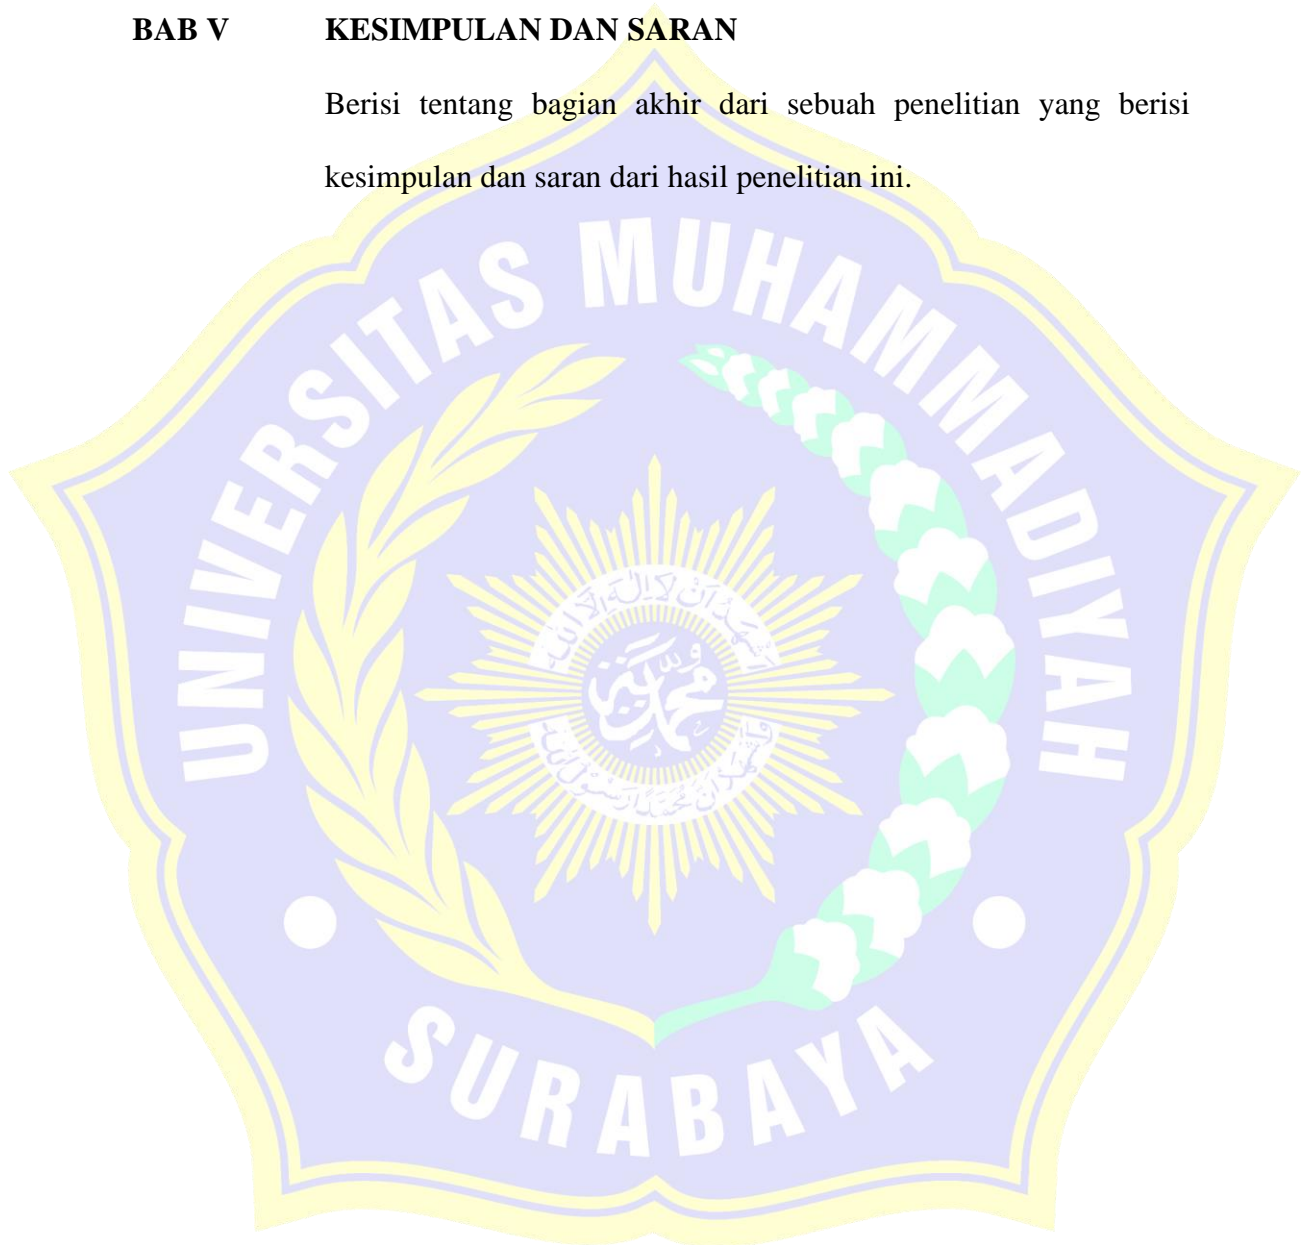 BAB V KESIMPULAN DAN SARAN
Berisi tentang bagian akhir dari sebuah penelitian yang berisi
kesimpulan dan saran dari hasil penelitian ini.
UNIVERSITAS MUHAMMADIYAH
SURABAYA